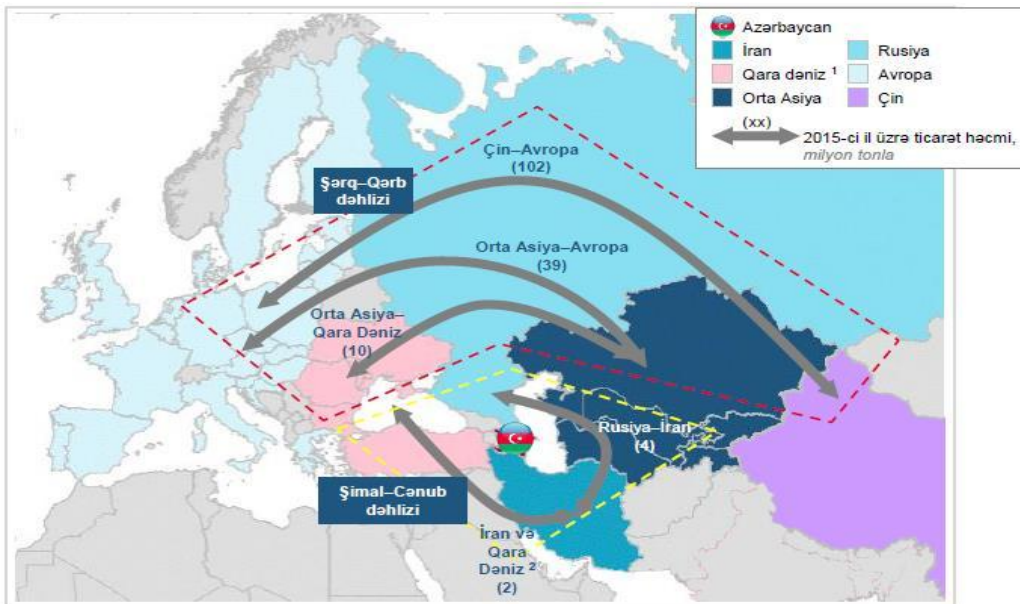 Azərbaycan
İran
Rusiya
Qara dəniz 1
Avropa
Orta Asiya
Çin
(xx)
2015-ci il üzrə ticarət həcmi,
milyon tonla
Çin–Avropa
(102)
Şərq–Qərb
dəhlizi
Orta Asiya–Avropa
(39)
Orta Asiya–
Qara Dəniz
(10)
Rusiya–İran
(4)
Şimal–Cənub
dəhlizi
İran və
Qara
Dəniz 2
(2)